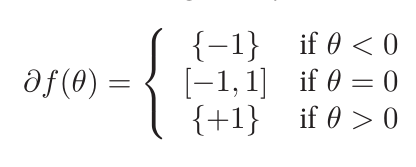 {−1} if θ < 0
∂f(θ) = { [−1, 1] if θ = 0
{+1} if θ > 0